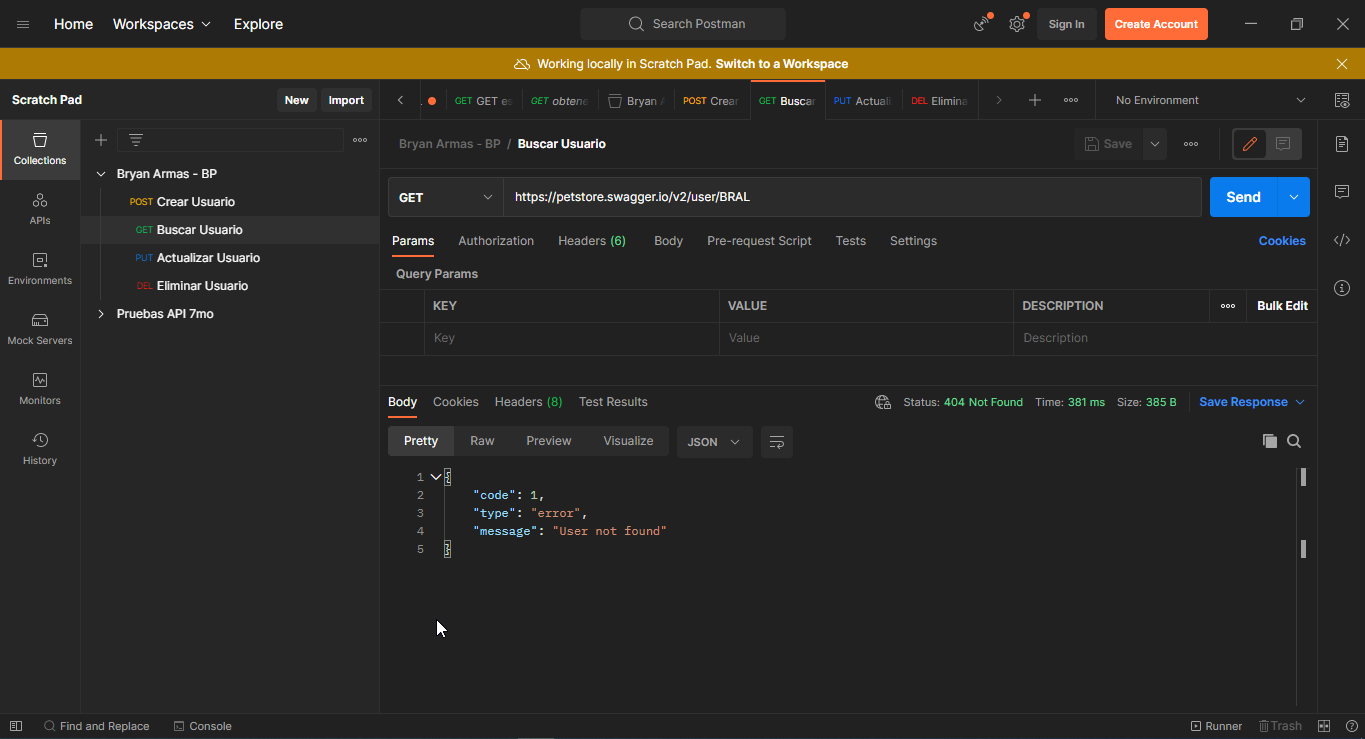 Home Workspaces Explore Search Postman Sign In Create Account
Working locally in Scratch Pad. Switch to a Workspace
Scratch Pad New Import
GET GET es GET obtene Bryan POST Crear GET Buscar PUT Actuali DEL Elimina No Environment
Collections
APIs
Environments
Mock Servers
Monitors
History
Bryan Armas - BP
POST Crear Usuario
GET Buscar Usuario
PUT Actualizar Usuario
DEL Eliminar Usuario
Pruebas API 7mo
Bryan Armas - BP / Buscar Usuario Save
GET https://petstore.swagger.io/v2/user/BRAL Send
Params Authorization Headers (6) Body Pre-request Script Tests Settings Cookies
Query Params
KEY VALUE DESCRIPTION Bulk Edit
Key Value Description
Body Cookies Headers (8) Test Results Status: 404 Not Found Time: 381 ms Size: 385 B Save Response
Pretty Raw Preview Visualize JSON
1 {
2 "code": 1,
3 "type": "error",
4 "message": "User not found"
5 }
Find and Replace Console Runner Trash